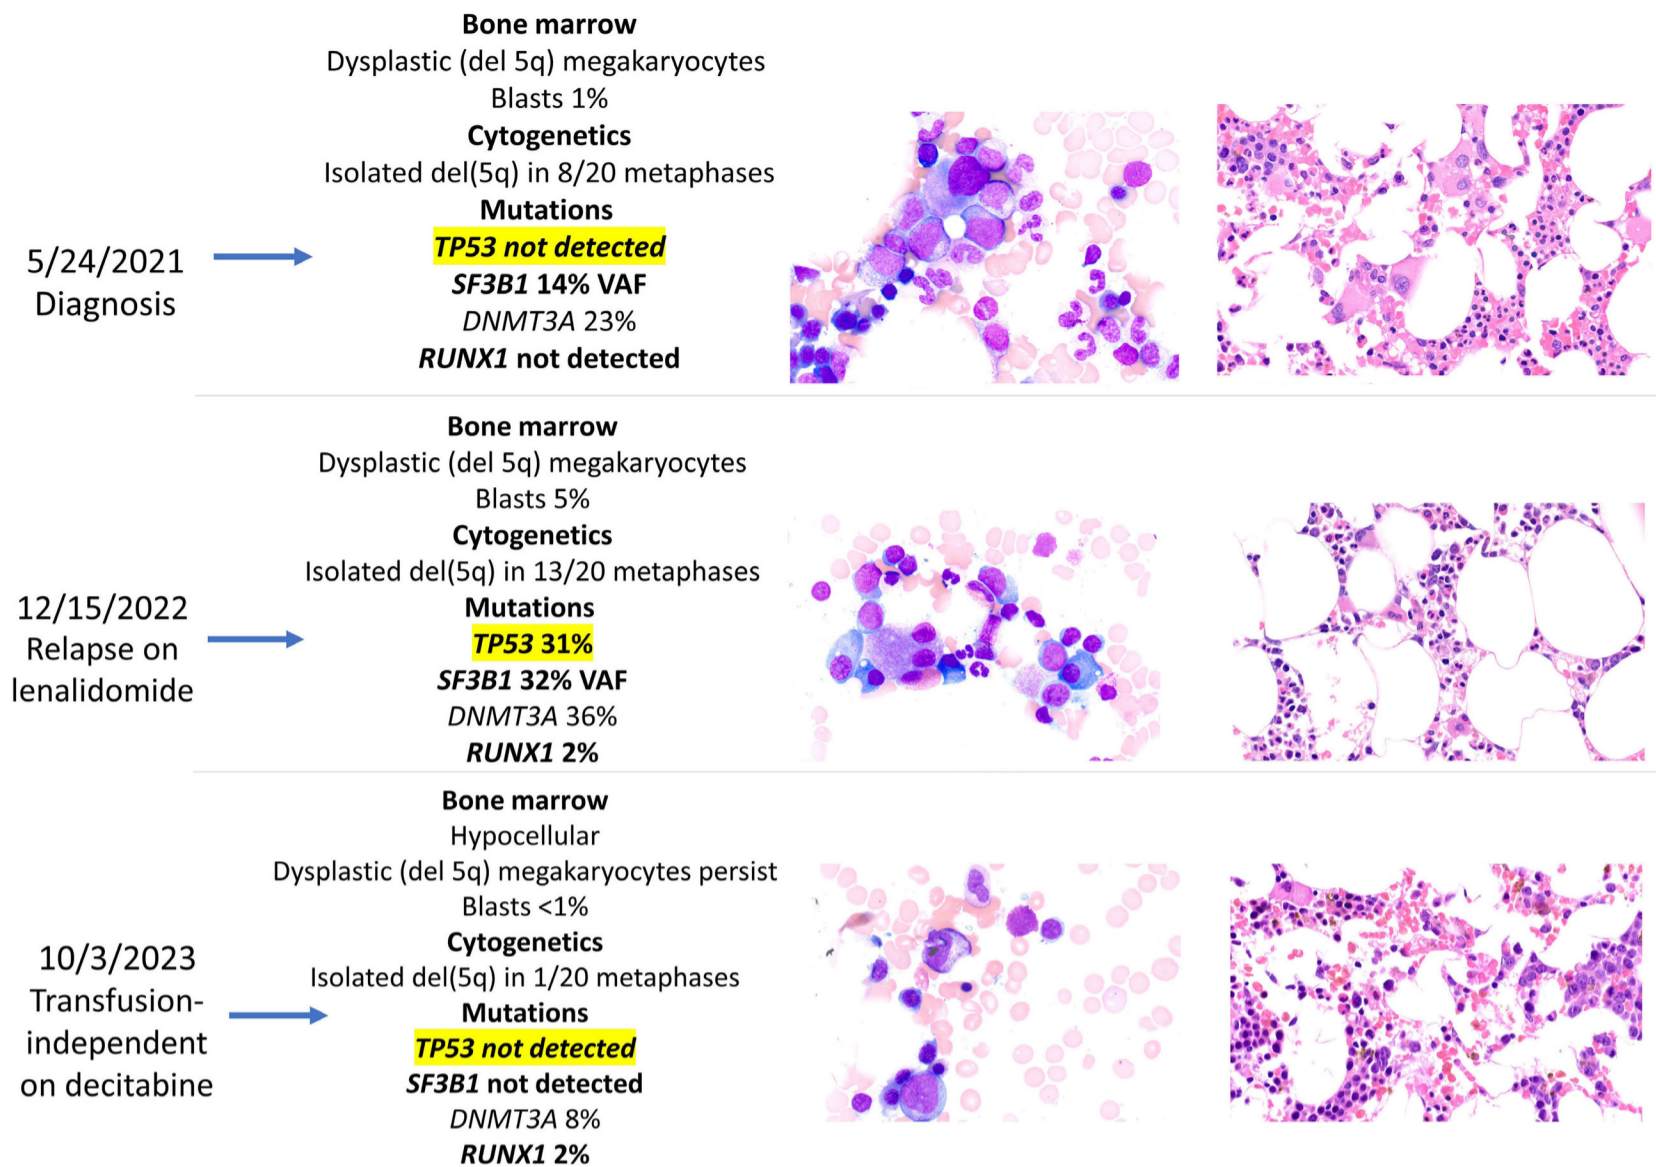 5/24/2021
Diagnosis
Bone marrow
Dysplastic (del 5q) megakaryocytes
Blasts 1%
Cytogenetics
Isolated del(5q) in 8/20 metaphases
Mutations
TP53 not detected
SF3B1 14% VAF
DNMT3A 23%
RUNX1 not detected
12/15/2022
Relapse on
lenalidomide
Bone marrow
Dysplastic (del 5q) megakaryocytes
Blasts 5%
Cytogenetics
Isolated del(5q) in 13/20 metaphases
Mutations
TP53 31%
SF3B1 32% VAF
DNMT3A 36%
RUNX1 2%
10/3/2023
Transfusion-
independent
on decitabine
Bone marrow
Hypocellular
Dysplastic (del 5q) megakaryocytes persist
Blasts <1%
Cytogenetics
Isolated del(5q) in 1/20 metaphases
Mutations
TP53 not detected
SF3B1 not detected
DNMT3A 8%
RUNX1 2%